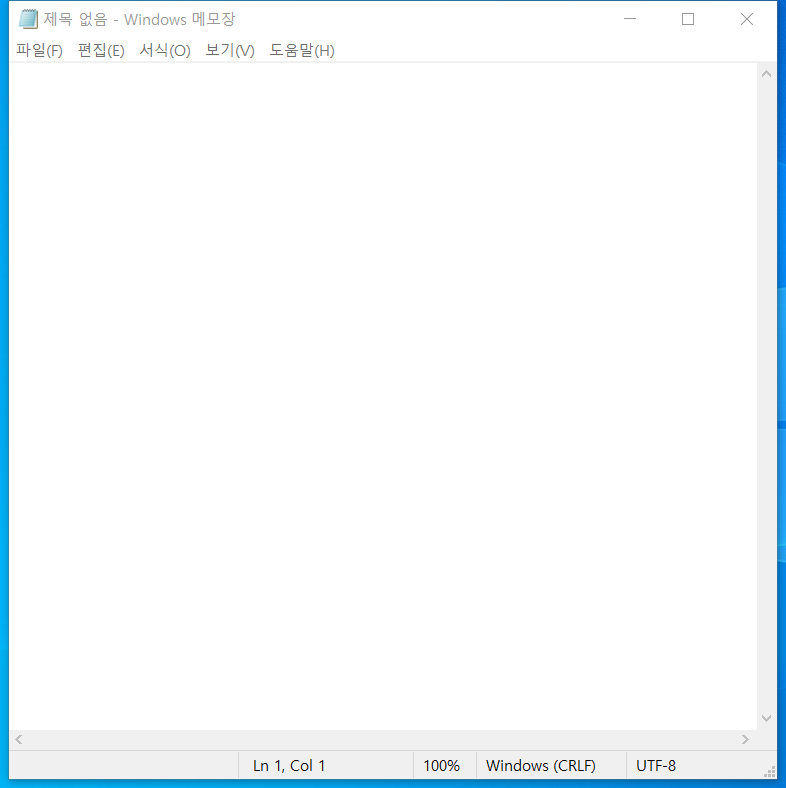 제목 없음 - Windows 메모장
파일(F) 편집(E) 서식(O) 보기(V) 도움말(H)
Ln 1, Col 1 100% Windows (CRLF) UTF-8